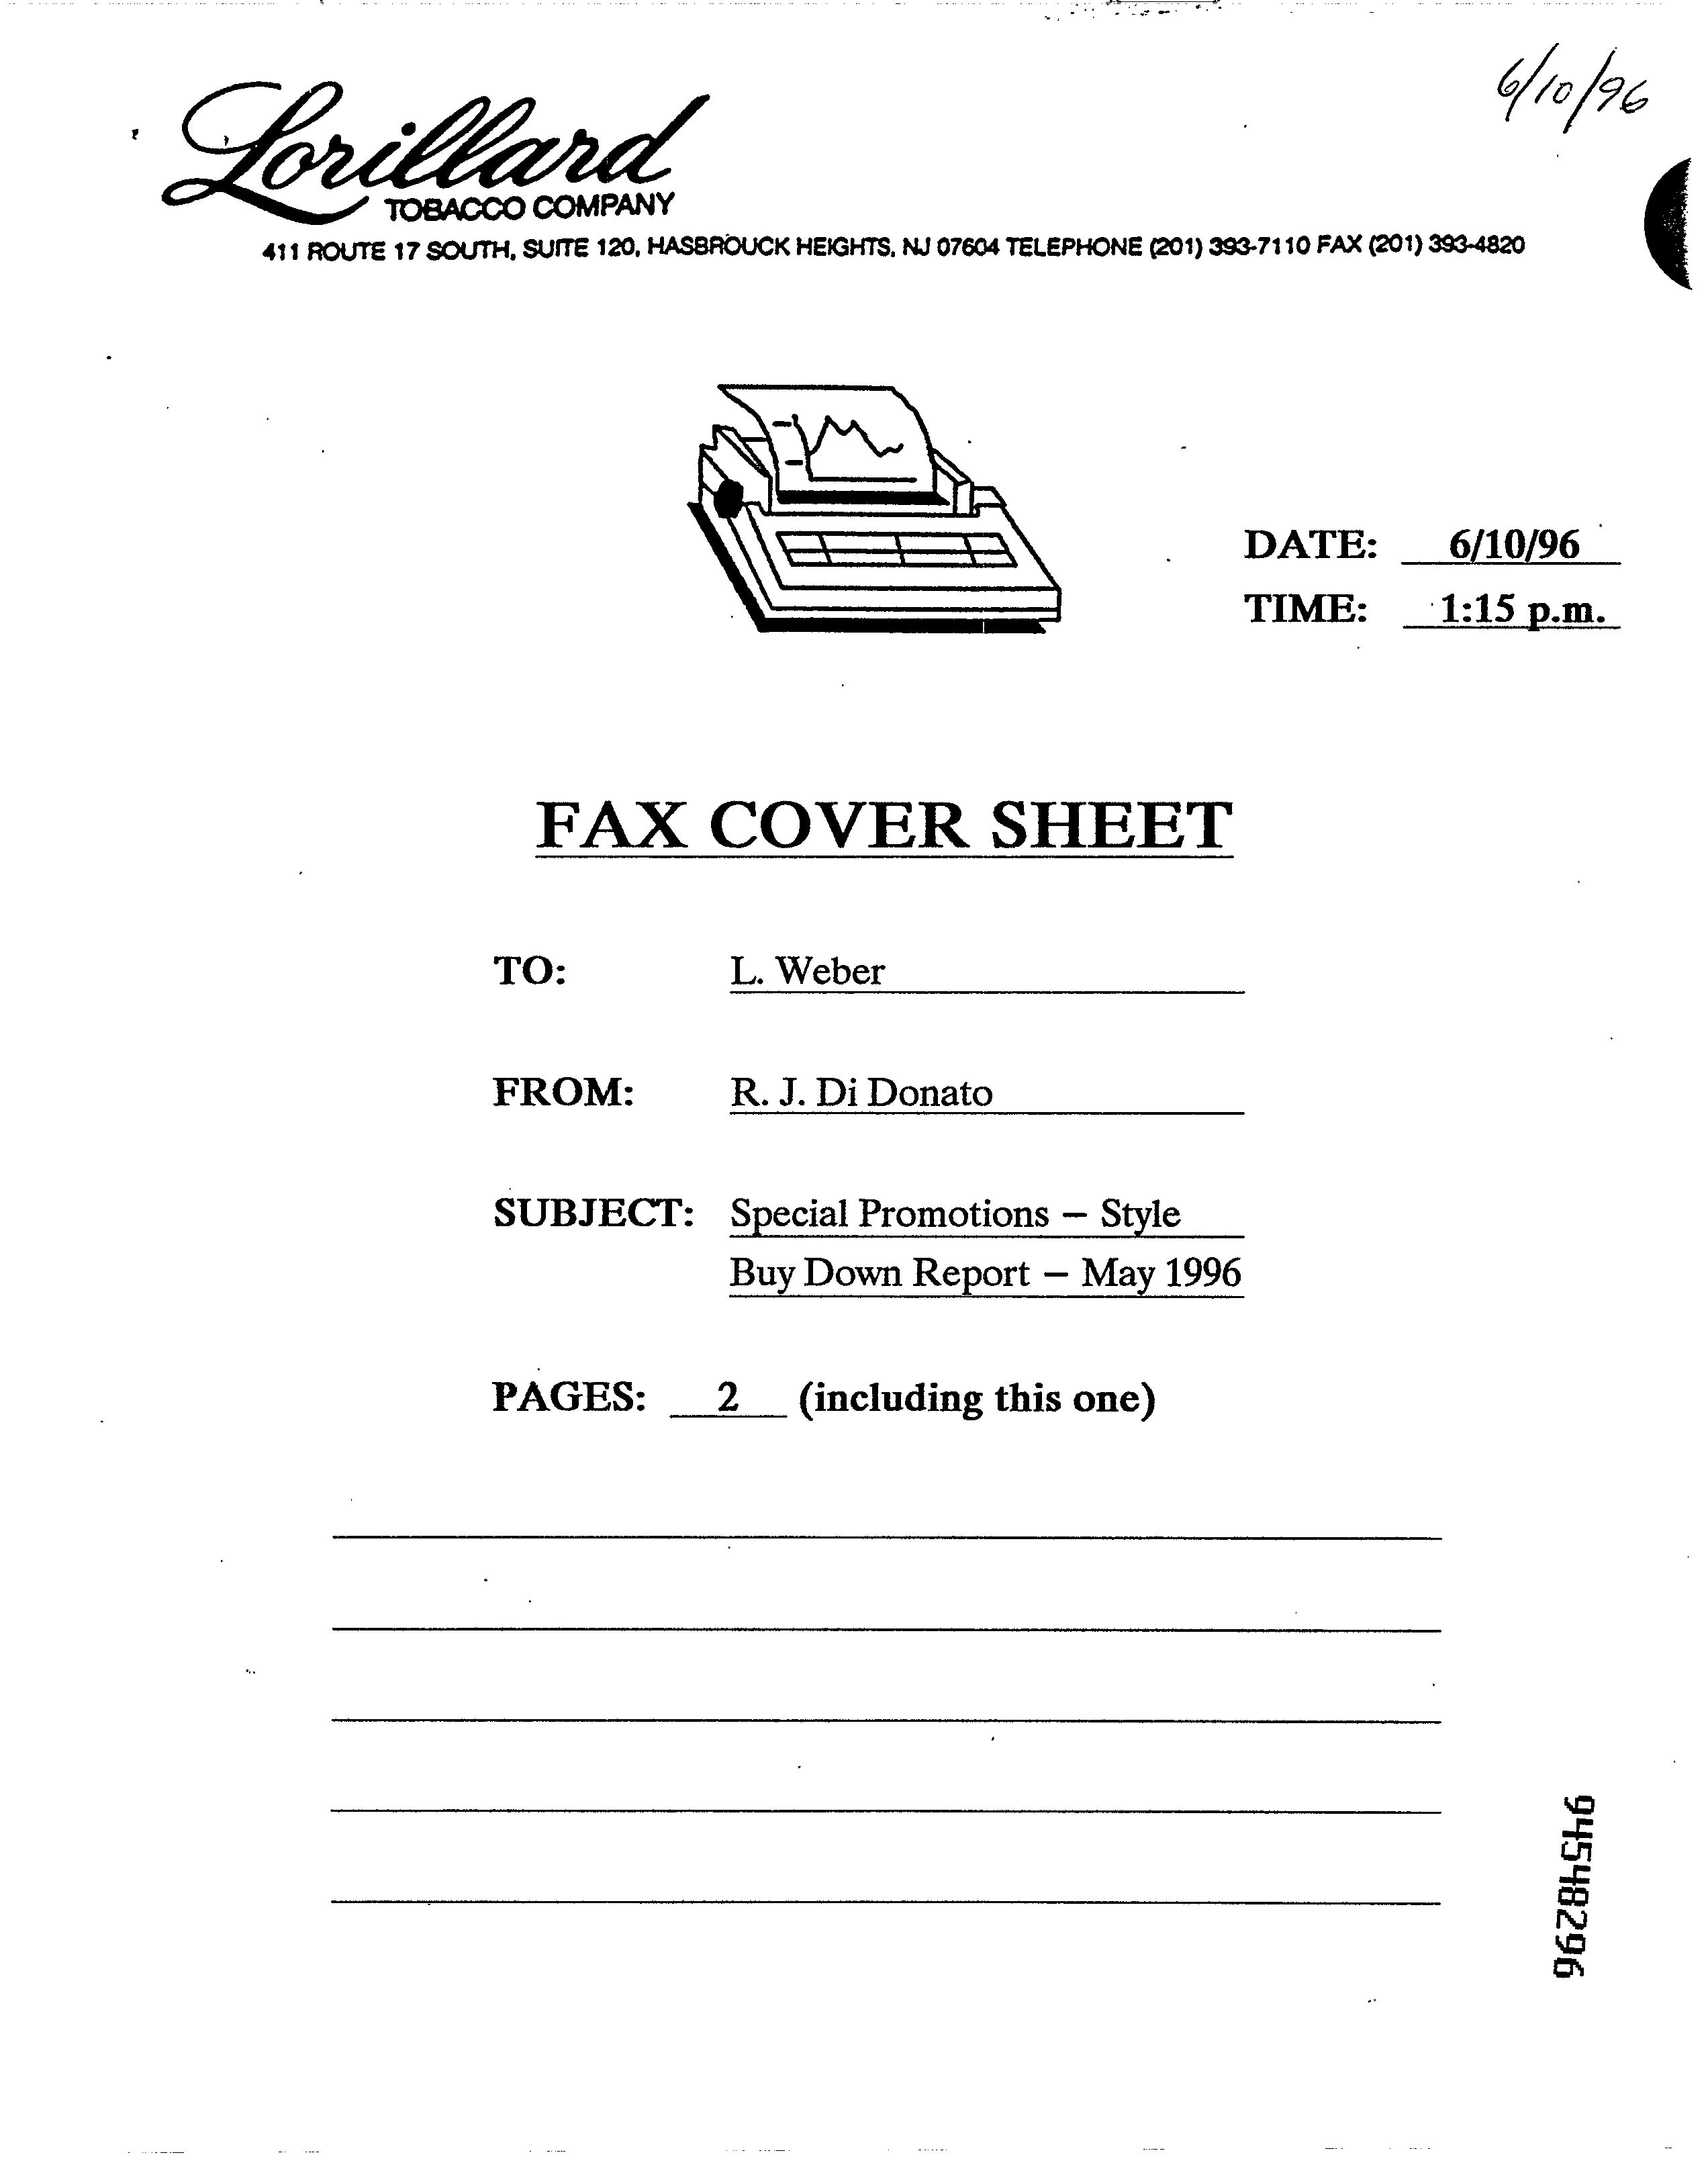 6/10/96
Lorillard
TOBACCO COMPANY
411 ROUTE 17 SOUTH, SUITE 120, HASBROUCK HEIGHTS, NJ 07604 TELEPHONE (201) 393-7110 FAX (201) 393-4820
DATE: 6/10/96
TIME: 1:15 p.m.
FAX COVER SHEET
TO: L. Weber
FROM: R. J. Di Donato
SUBJECT: Special Promotions – Style
Buy Down Report – May 1996
PAGES: 2 (including this one)
94548296